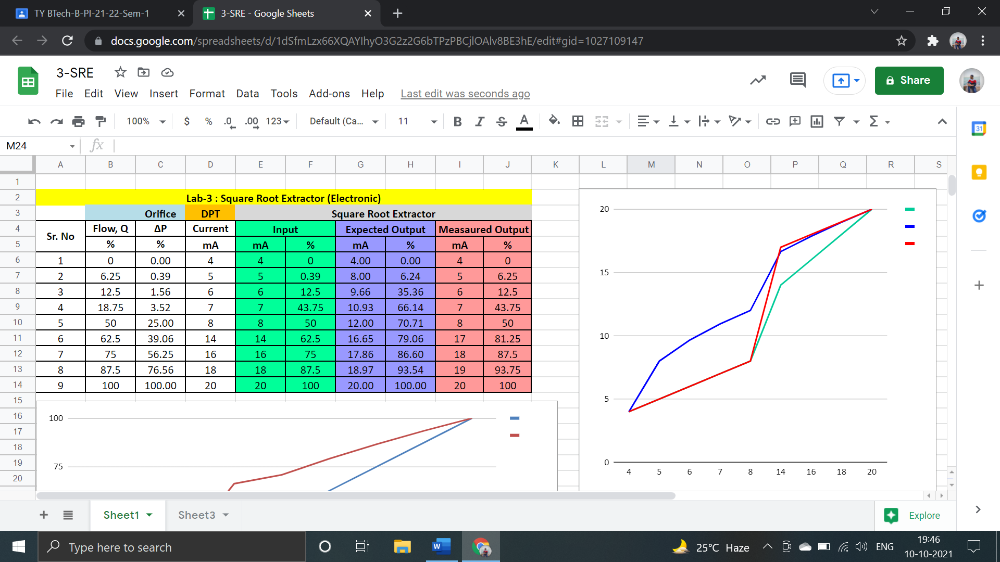 TY BTech-B-PI-21-22-Sem-1
3-SRE - Google Sheets
docs.google.com/spreadsheets/d/1dSfmLzx66XQAYIhyO3G2z2G6bTPzPBCjlOAlv8BE3hE/edit#gid=1027109147
3-SRE
File Edit View Insert Format Data Tools Add-ons Help Last edit was seconds ago
Share
100% $ % .0 .00 123 Default (Ca... 11 B I S A Σ
31
M24 fx
A B C D E F G H I J K L M N O P Q R S
1
2 Lab-3 : Square Root Extractor (Electronic)
3 Orifice DPT Square Root Extractor
4 Sr. No Flow, Q ΔP Current Input Expected Output Measaured Output
5 % % mA mA % mA % mA %
6 1 0 0.00 4 4 0 4.00 0.00 4 0
7 2 6.25 0.39 5 5 0.39 8.00 6.24 5 6.25
8 3 12.5 1.56 6 6 12.5 9.66 35.36 6 12.5
9 4 18.75 3.52 7 7 43.75 10.93 66.14 7 43.75
10 5 50 25.00 8 8 50 12.00 70.71 8 50
11 6 62.5 39.06 14 14 62.5 16.65 79.06 17 81.25
12 7 75 56.25 16 16 75 17.86 86.60 18 87.5
13 8 87.5 76.56 18 18 87.5 18.97 93.54 19 93.75
14 9 100 100.00 20 20 100 20.00 100.00 20 100
15
16
17
18
19
20
100
75
20
15
10
5
0
4 5 6 7 8 14 16 18 20
Sheet1 Sheet3
Explore
Type here to search
W
25°C Haze
ENG
19:46
10-10-2021